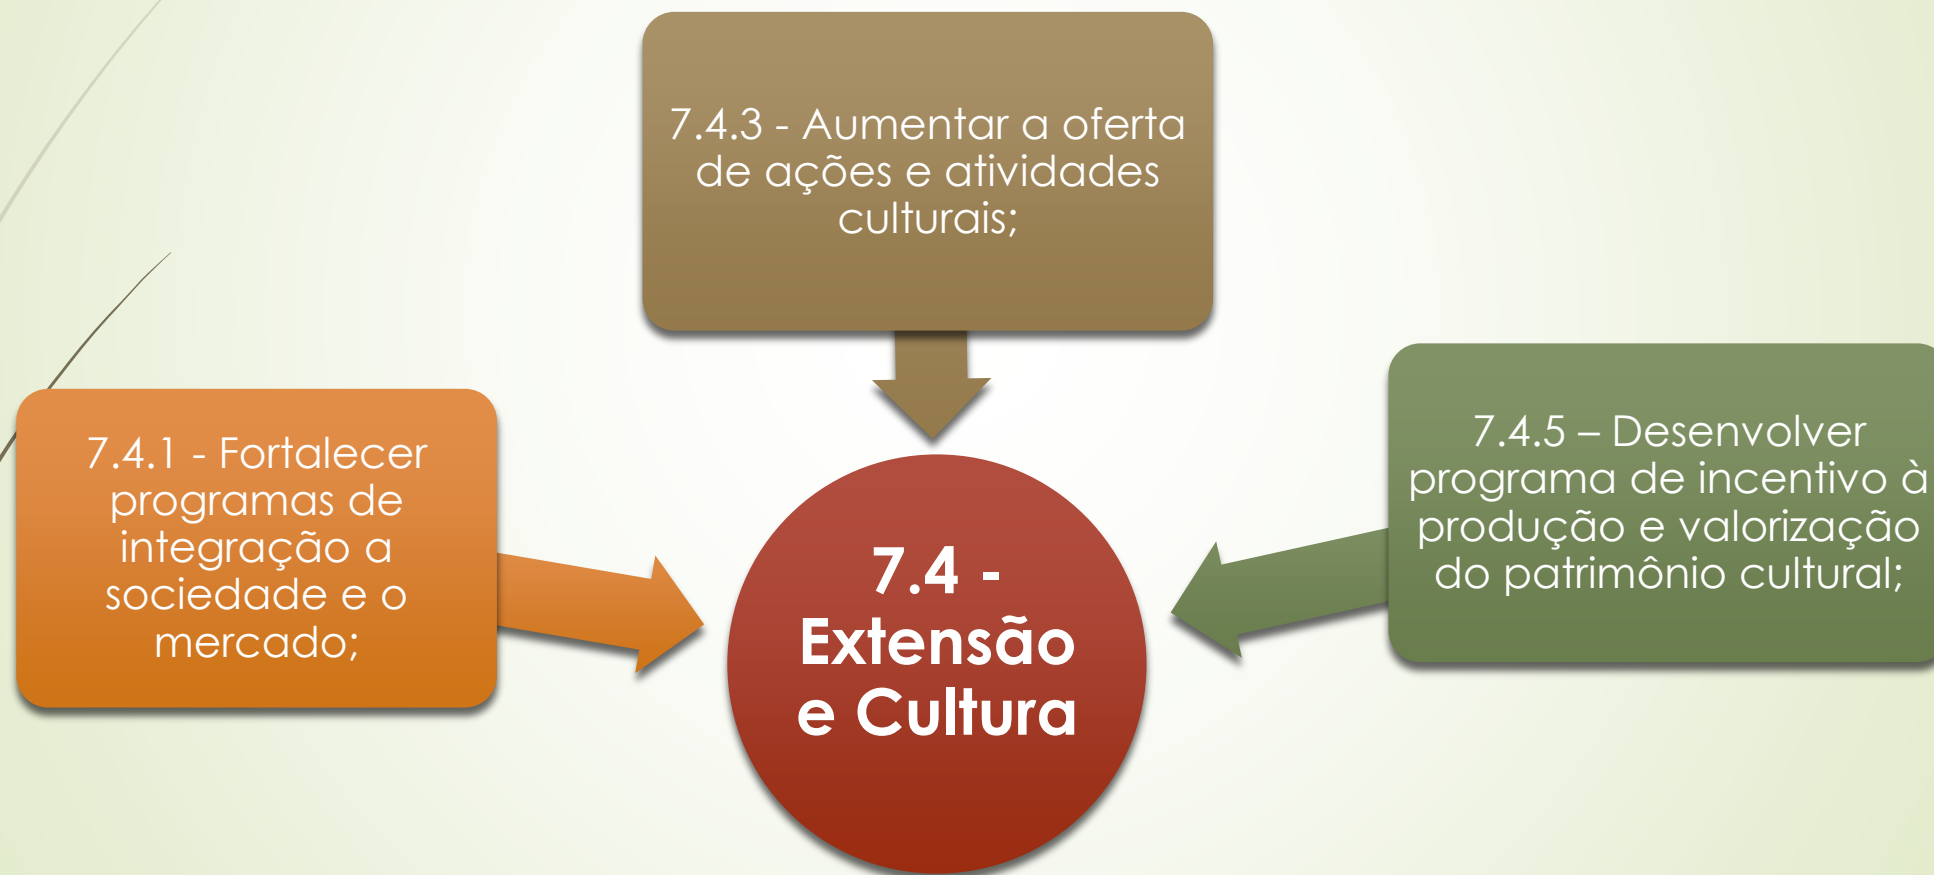 7.4.3 - Aumentar a oferta
de ações e atividades
culturais;
7.4.1 - Fortalecer
programas de
integração a
sociedade e o
mercado;
7.4.5 – Desenvolver
programa de incentivo à
produção e valorização
do patrimônio cultural;
7.4 -
Extensão
e Cultura